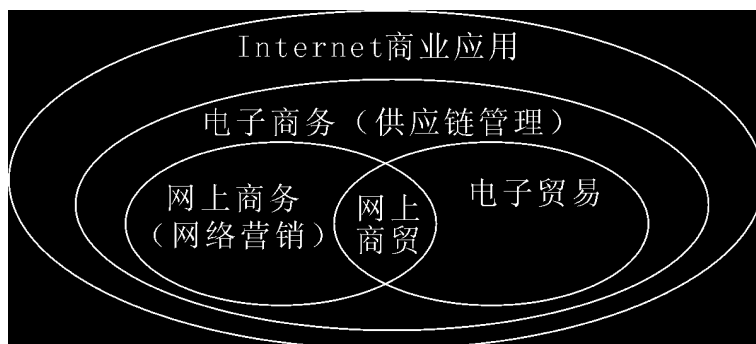 Internet商业应用
电子商务（供应链管理）
网上商务
（网络营销）
网上
商贸
电子贸易